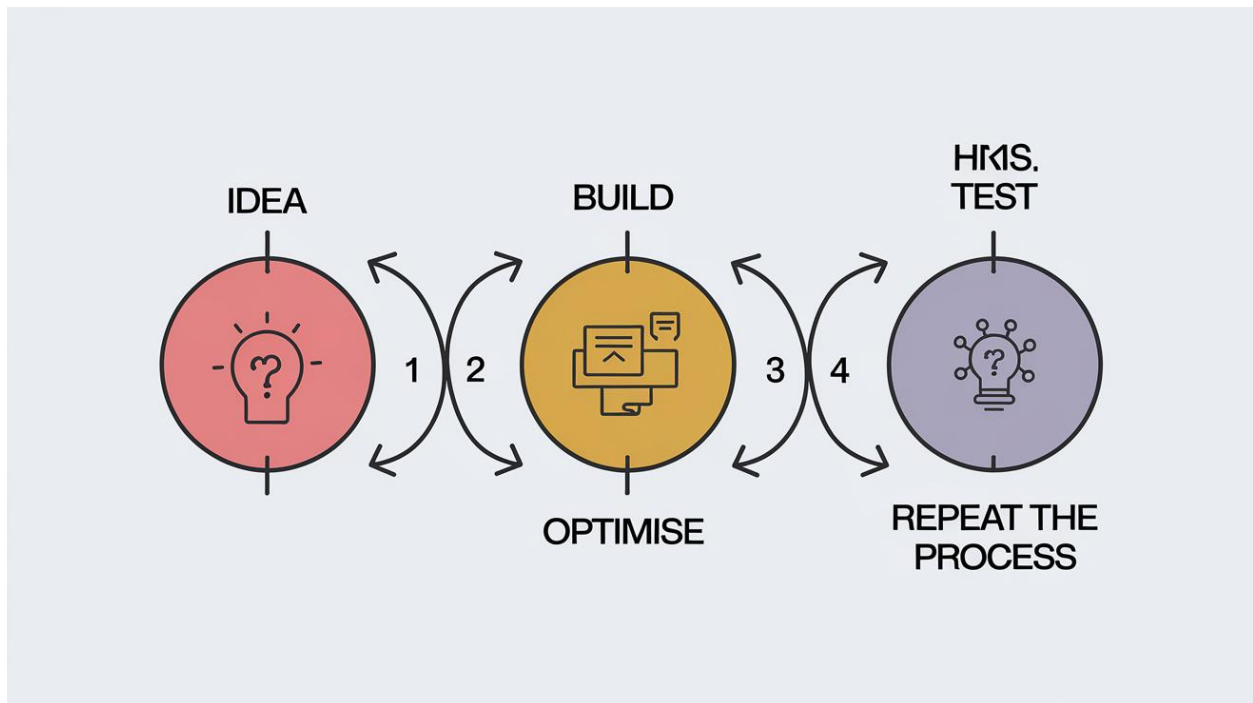 IDEA
BUILD
TEST
1
2
3
4
OPTIMISE
REPEAT THE
PROCESS